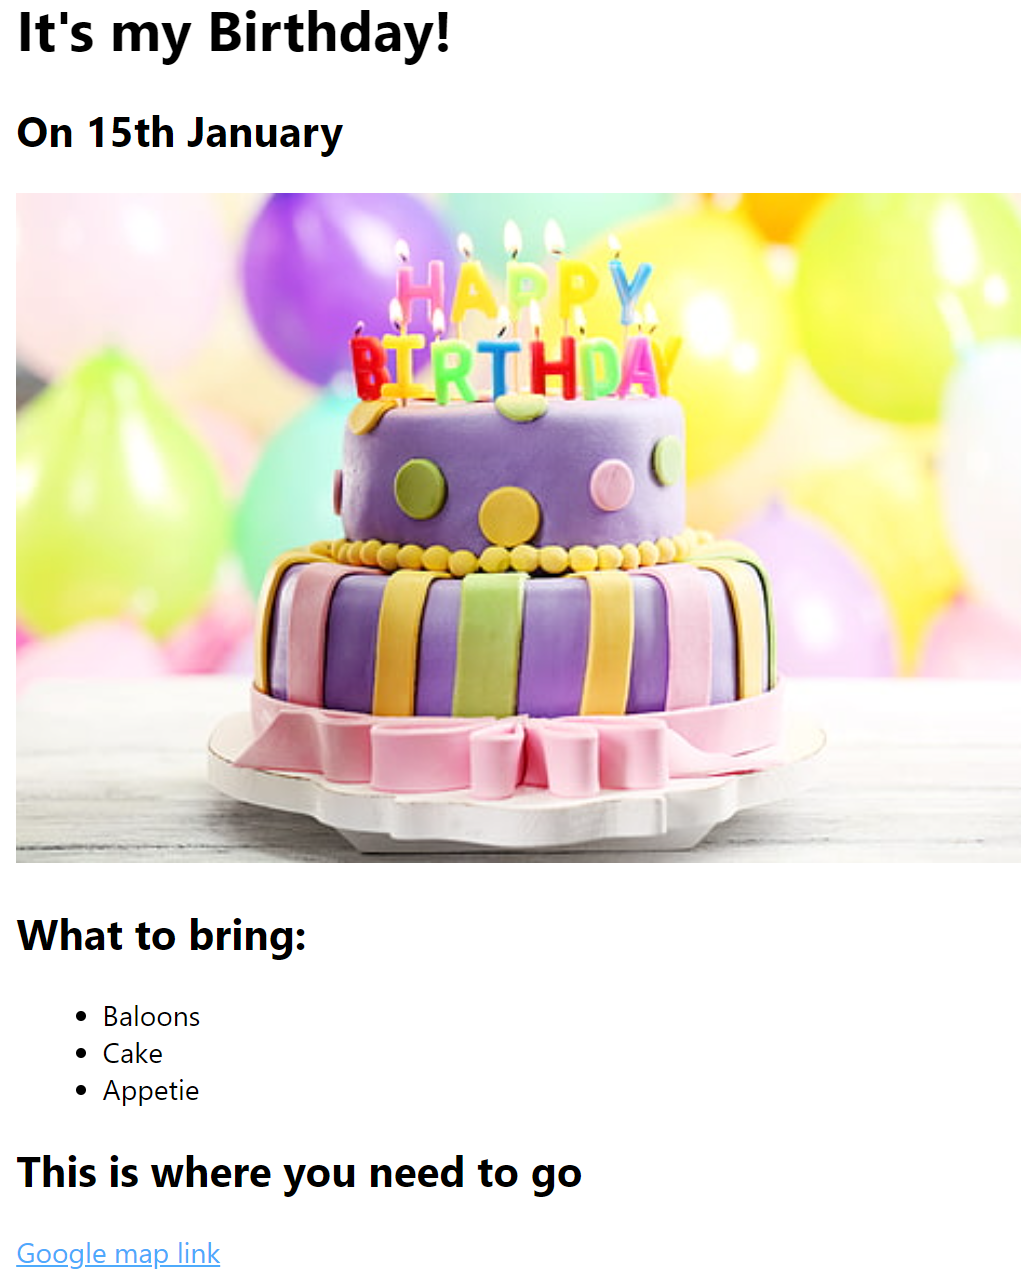 It's my Birthday!
On 15th January
HAPPY
BIRTHDAY
What to bring:
Baloons
Cake
Appetie
This is where you need to go
Google map link